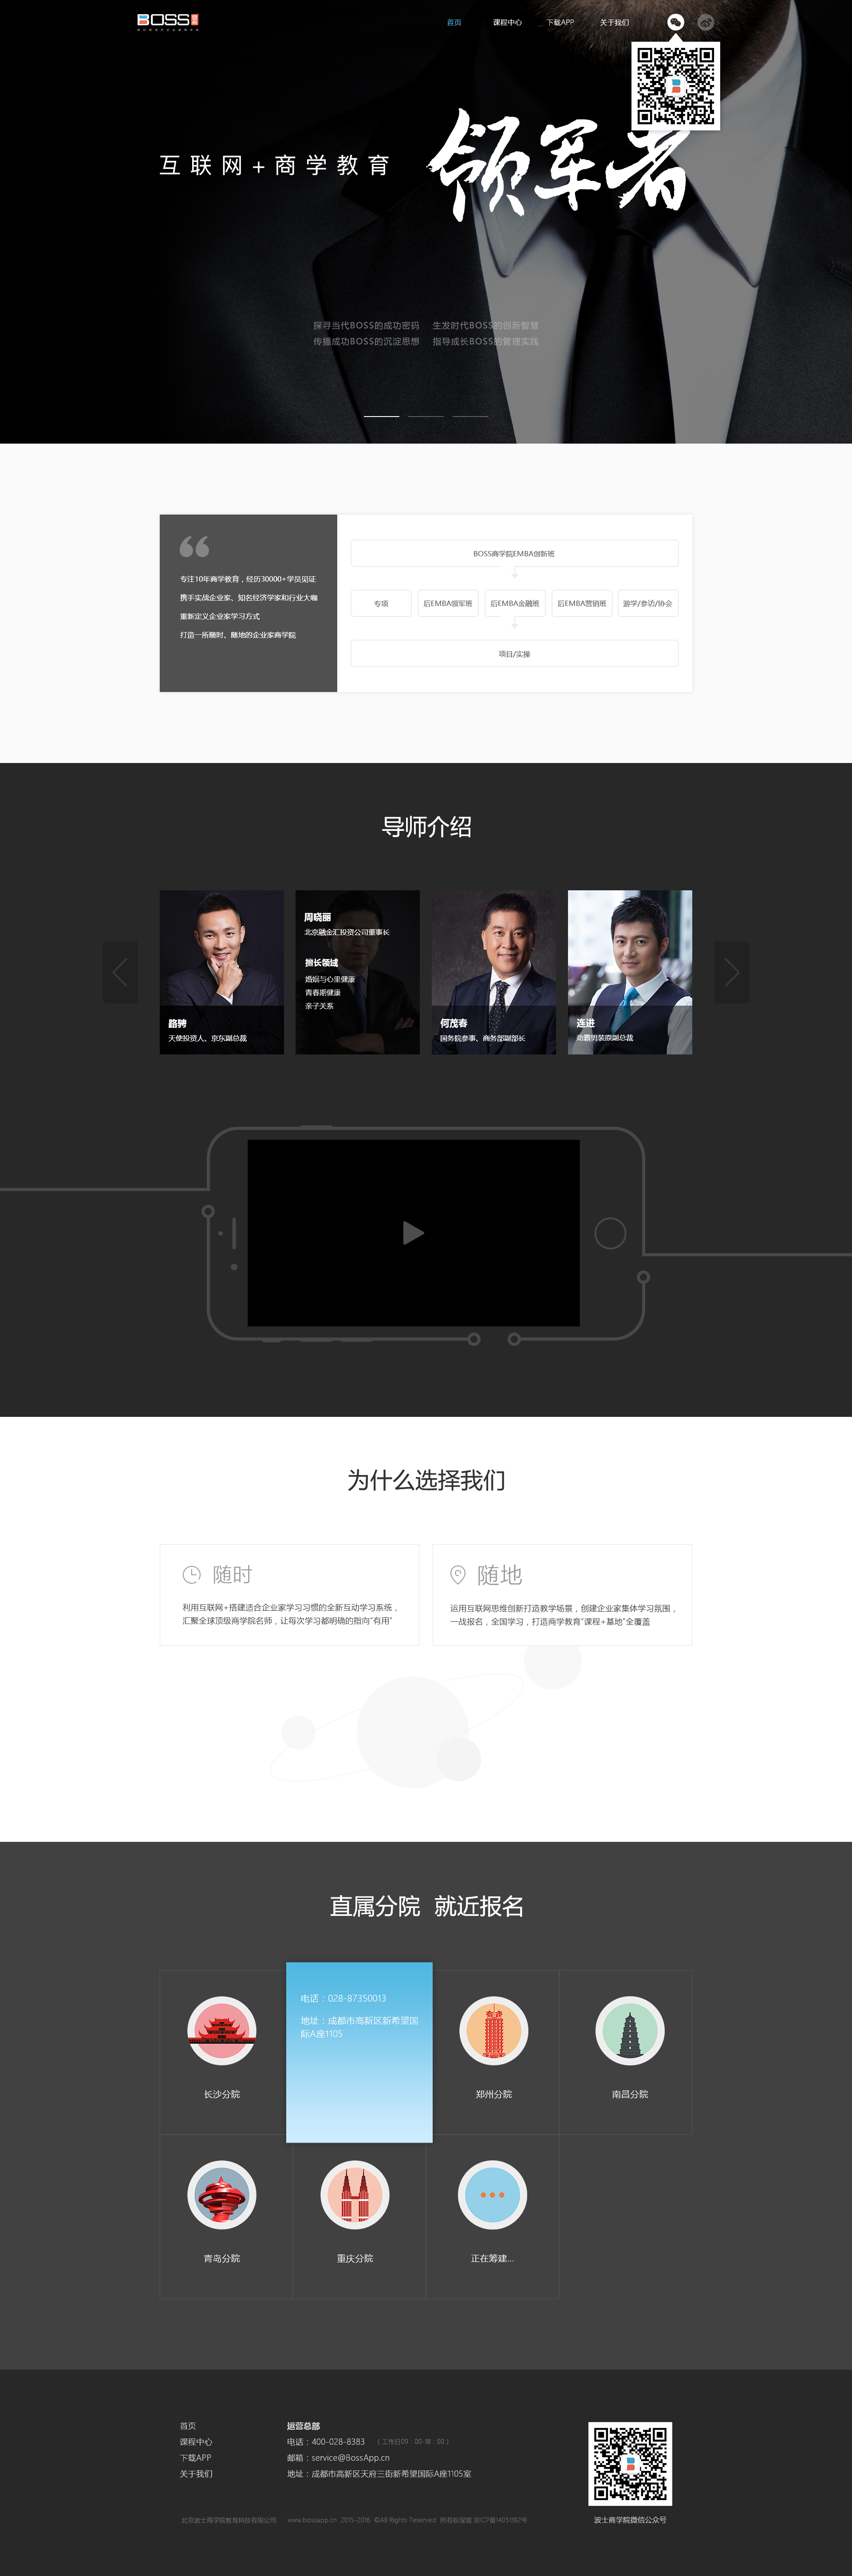 BOSS
首页
课程中心
下载APP
关于我们
互联网+商学教育
领军者
探寻当代BOSS的成功密码 生发时代BOSS的创新智慧
传播成功BOSS的沉淀思想 指导成长BOSS的管理实践
专注10年商学教育，经历30000+学员见证
携手实战企业家、知名经济学家和行业大咖
重新定义企业家学习方式
打造一所随时、随地的企业家商学院
BOSS商学院EMBA创新班
专项
后EMBA领军班
后EMBA金融班
后EMBA营销班
游学/参访/协会
项目/实操
导师介绍
路骋
天使投资人、京东副总裁
周晓丽
北京融金汇投资公司董事长
擅长领域
婚姻与心里健康
青春期健康
亲子关系
何茂春
国务院参事、商务部副部长
连进
劲霸男装原副总裁
为什么选择我们
随时
利用互联网+搭建适合企业家学习习惯的全新互动学习系统，
汇聚全球顶级商学院名师，让每次学习都明确的指向“有用”
随地
运用互联网思维创新打造教学场景，创建企业家集体学习氛围，
一战报名，全国学习，打造商学教育“课程+基地”全覆盖
直属分院 就近报名
长沙分院
电话：028-87350013
地址：成都市高新区新希望国
际A座1105
郑州分院
南昌分院
青岛分院
重庆分院
正在筹建...
首页
课程中心
下载APP
关于我们
运营总部
电话：400-028-8383 （工作日09：00-18：00）
邮箱：service@BossApp.cn
地址：成都市高新区天府三街新希望国际A座1105室
波士商学院微信公众号
北京波士商学院教育科技有限公司 www.bossapp.cn 2015-2016 ©All Rights Teserved 所有权保留 京ICP备14051192号